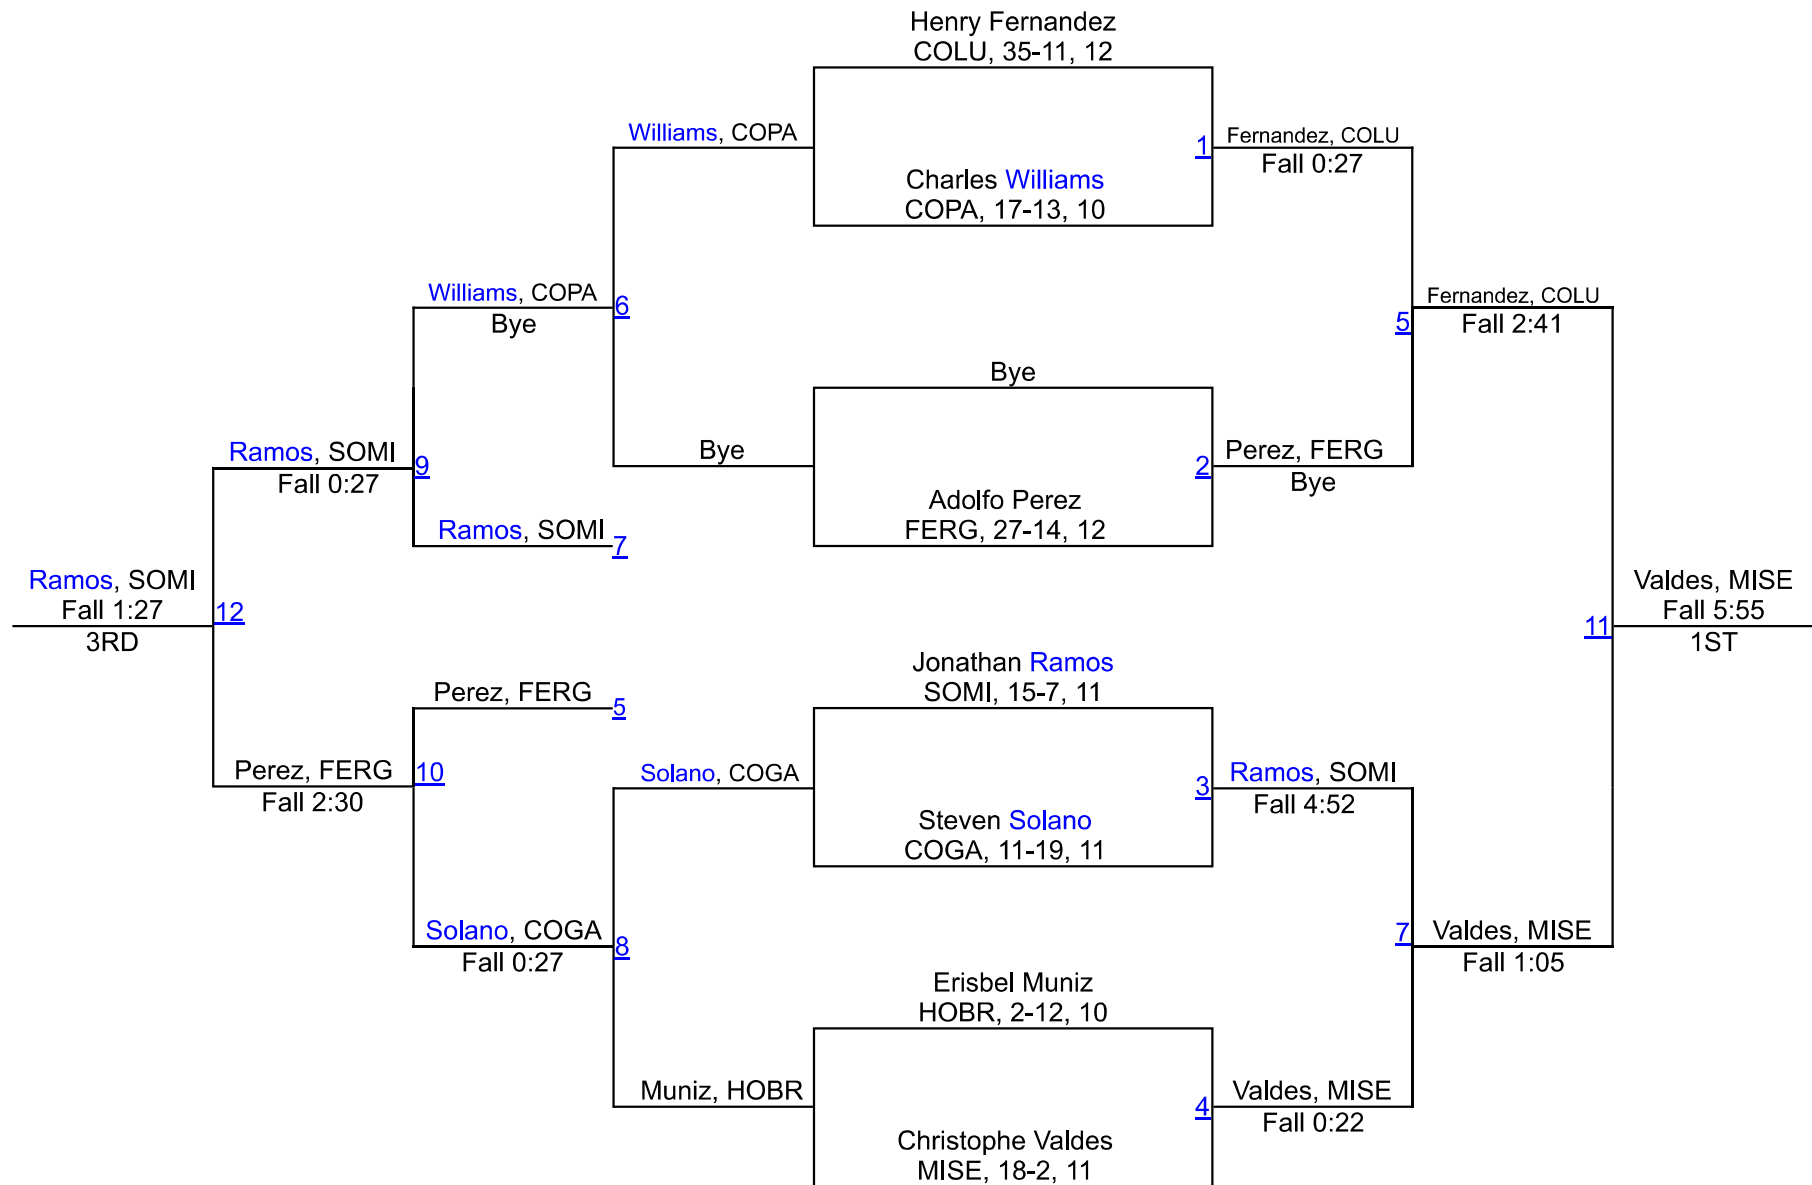 Henry Fernandez
COLU, 35-11, 12
Williams, COPA
1
Fernandez, COLU
Fall 0:27
Charles Williams
COPA, 17-13, 10
Williams, COPA
Bye
6
5
Fernandez, COLU
Fall 2:41
Bye
Ramos, SOMI
Fall 0:27
9
Bye
2
Perez, FERG
Bye
Adolfo Perez
FERG, 27-14, 12
Ramos, SOMI
7
Ramos, SOMI
Fall 1:27
3RD
12
11
Valdes, MISE
Fall 5:55
1ST
Jonathan Ramos
SOMI, 15-7, 11
Perez, FERG
5
Perez, FERG
Fall 2:30
10
Solano, COGA
3
Ramos, SOMI
Fall 4:52
Steven Solano
COGA, 11-19, 11
Solano, COGA
Fall 0:27
8
7
Valdes, MISE
Fall 1:05
Erisbel Muniz
HOBR, 2-12, 10
Muniz, HOBR
4
Valdes, MISE
Fall 0:22
Christophe Valdes
MISE, 18-2, 11